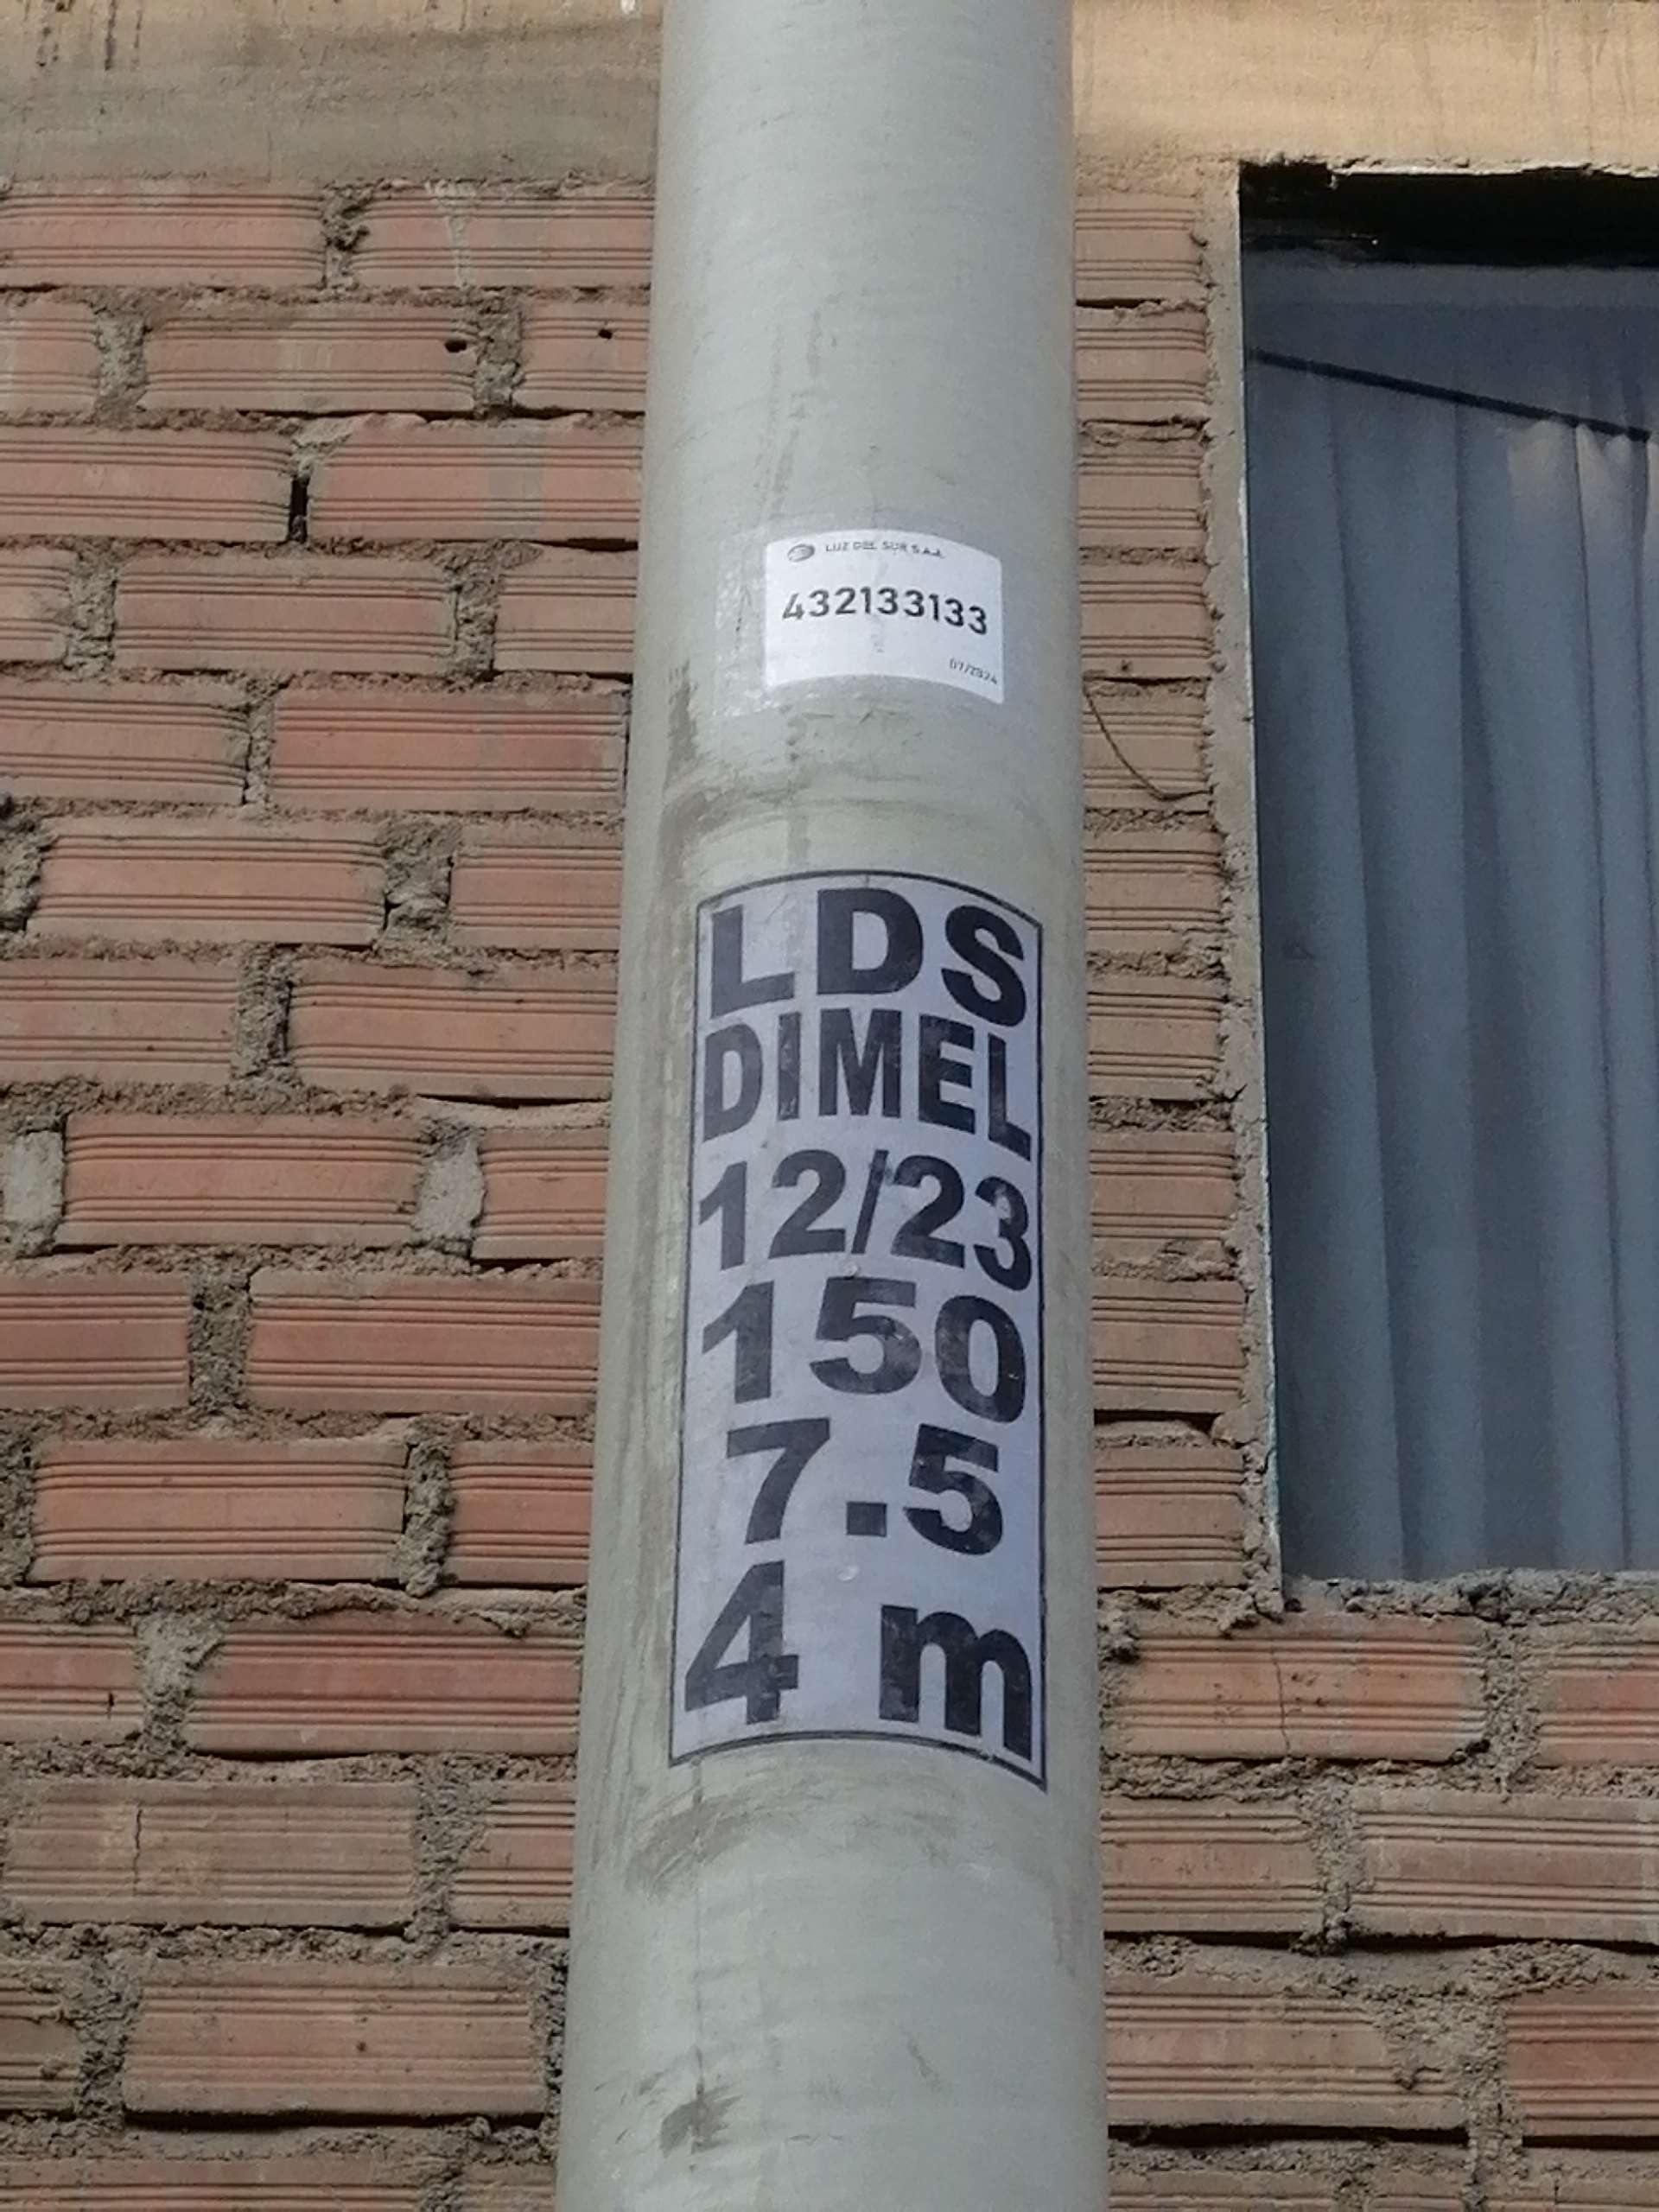 LUZ DEL SUR S.A.A.
432133133
07/2024
LDS
DIMEL
12/23
150
7.5
4 m